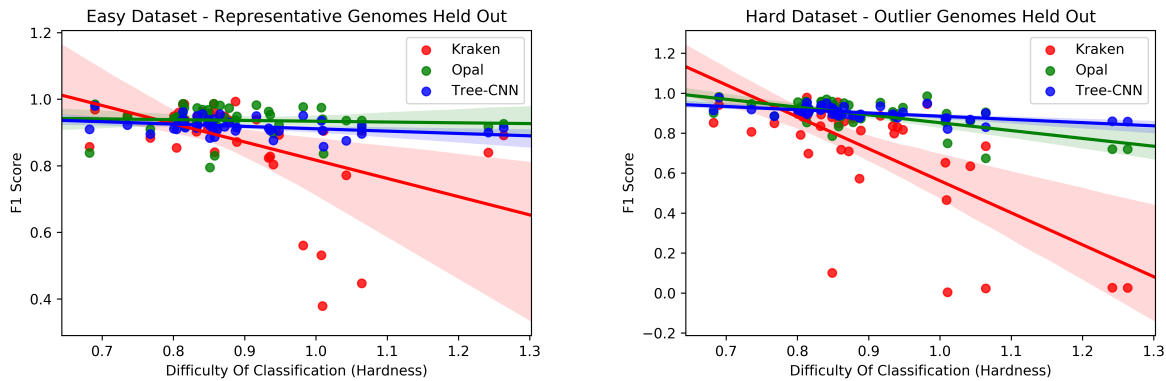 Easy Dataset - Representative Genomes Held Out
1.2
1.0
0.8
0.6
0.4
F1 Score
Kraken
Opal
Tree-CNN
0.7 0.8 0.9 1.0 1.1 1.2 1.3
Difficulty Of Classification (Hardness)
Hard Dataset - Outlier Genomes Held Out
1.2
1.0
0.8
0.6
0.4
0.2
0.0
−0.2
F1 Score
Kraken
Opal
Tree-CNN
0.7 0.8 0.9 1.0 1.1 1.2 1.3
Difficulty Of Classification (Hardness)